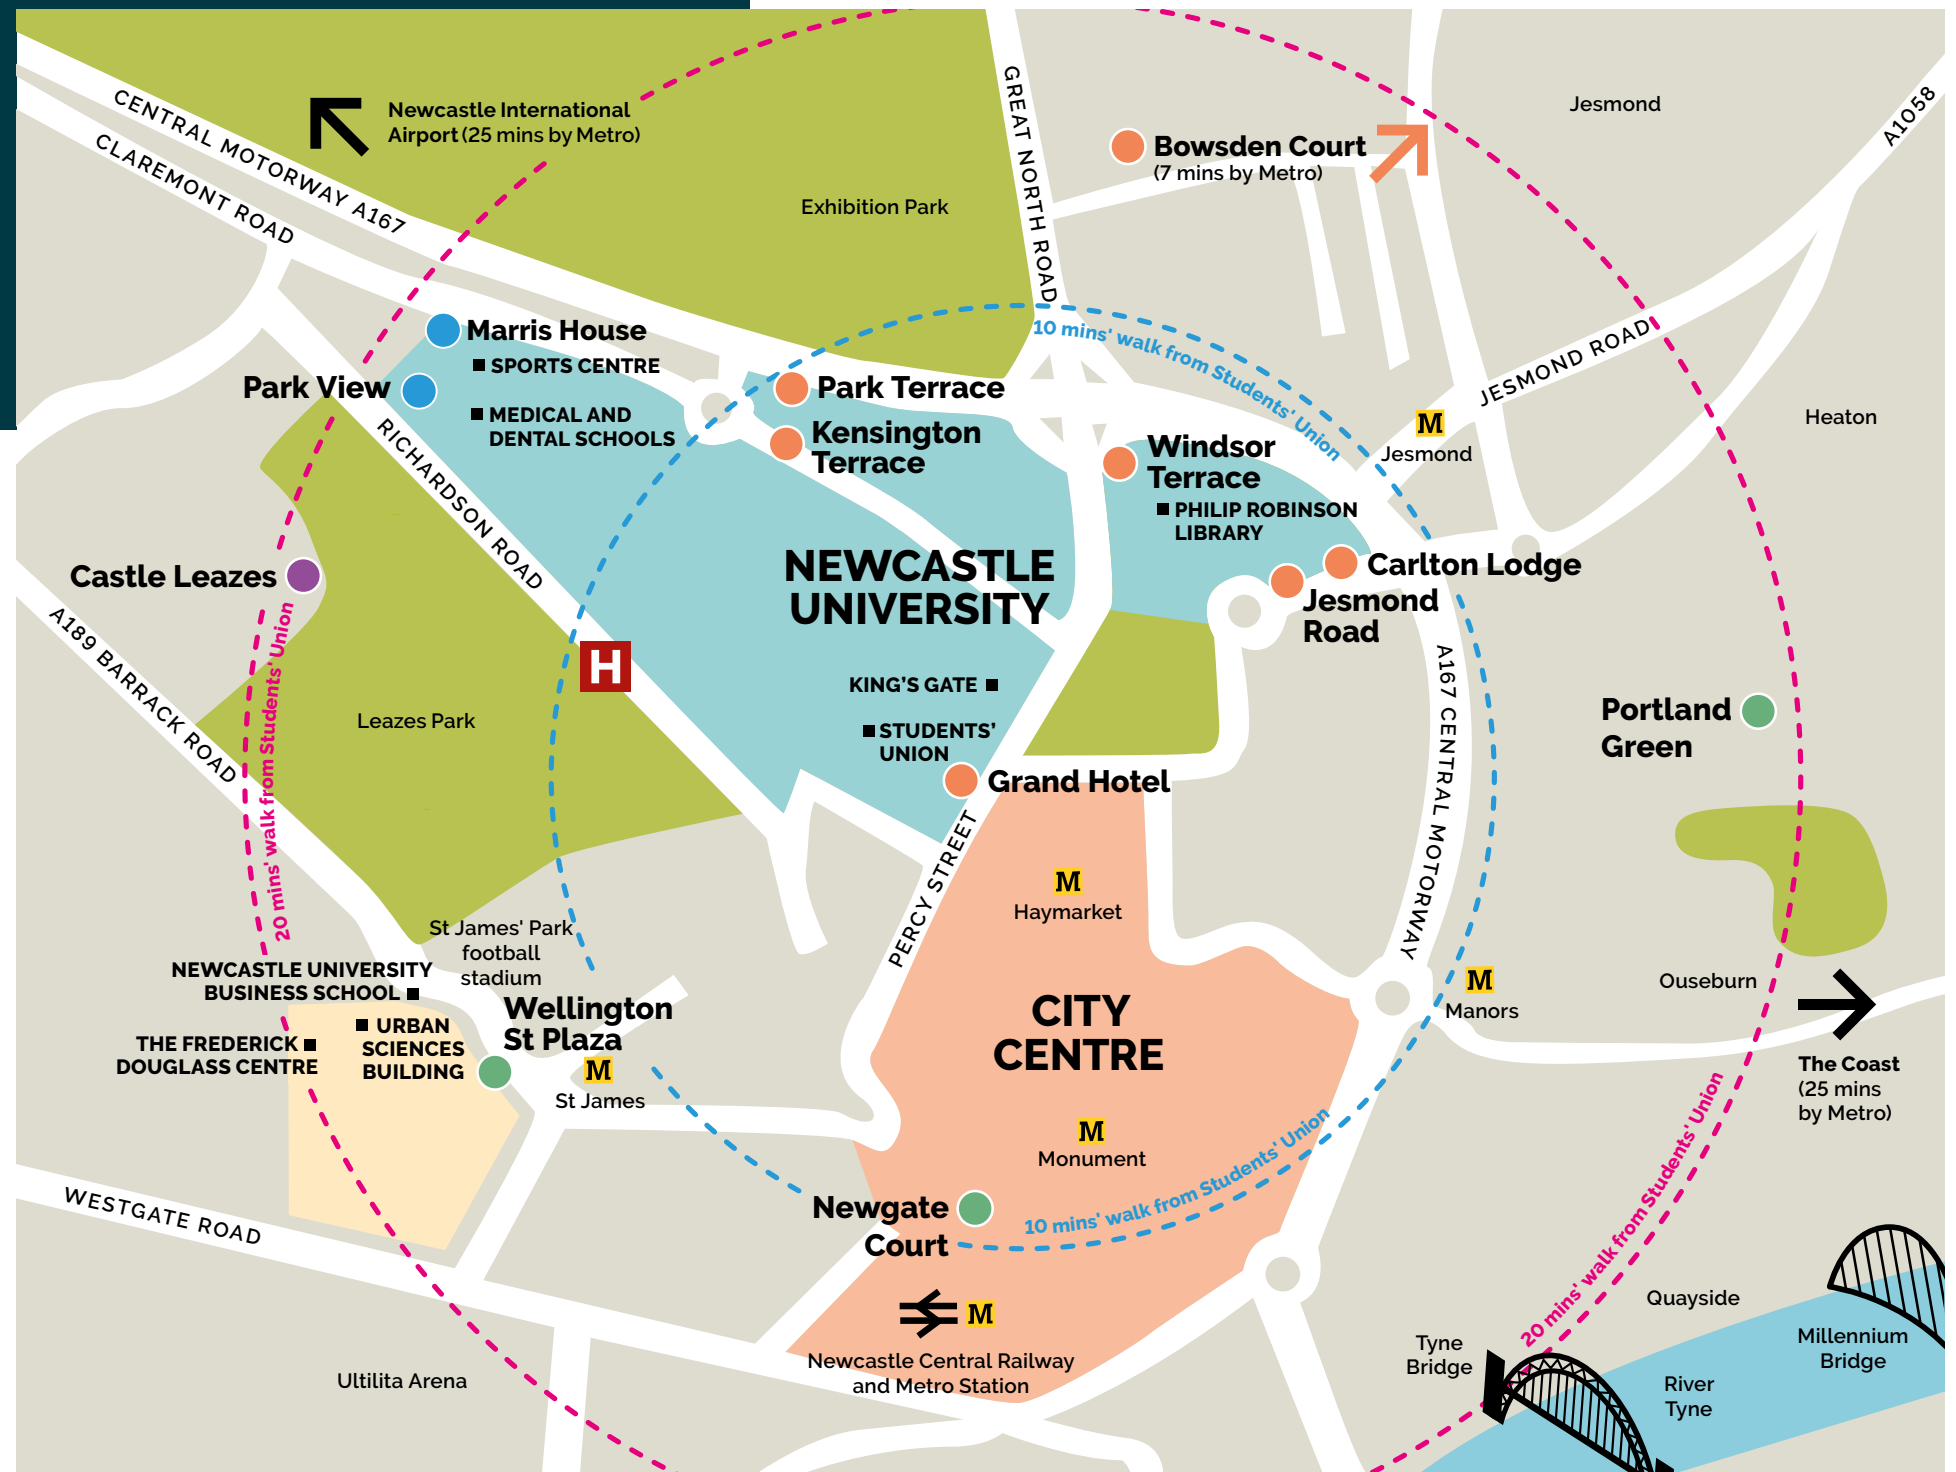 CENTRAL MOTORWAY A167
CLAREMONT ROAD
Newcastle International
Airport (25 mins by Metro)
GREAT NORTH ROAD
Exhibition Park
Bowsden Court
(7 mins by Metro)
Jesmond
A1058
10 mins' walk from Students' Union
JESMOND ROAD
Marris House
SPORTS CENTRE
Park View
MEDICAL AND
DENTAL SCHOOLS
Park Terrace
Kensington
Terrace
Windsor
Terrace
PHILIP ROBINSON
LIBRARY
M
Jesmond
Heaton
RICHARDSON ROAD
Castle Leazes
NEWCASTLE
UNIVERSITY
Carlton Lodge
Jesmond
Road
A189 BARRACK ROAD
20 mins' walk from Students' Union
H
Leazes Park
KING'S GATE
STUDENTS'
UNION
Grand Hotel
A167 CENTRAL MOTORWAY
Portland
Green
PERCY STREET
M
Haymarket
St James' Park
football
stadium
NEWCASTLE UNIVERSITY
BUSINESS SCHOOL
THE FREDERICK
DOUGLASS CENTRE
URBAN
SCIENCES
BUILDING
Wellington
St Plaza
M
St James
CITY
CENTRE
M
Manors
Ouseburn
The Coast
(25 mins
by Metro)
M
Monument
10 mins' walk from Students' Union
20 mins' walk from Students' Union
WESTGATE ROAD
Newgate
Court
M
Newcastle Central Railway
and Metro Station
Ultilita Arena
Quayside
Tyne
Bridge
Millennium
Bridge
River
Tyne